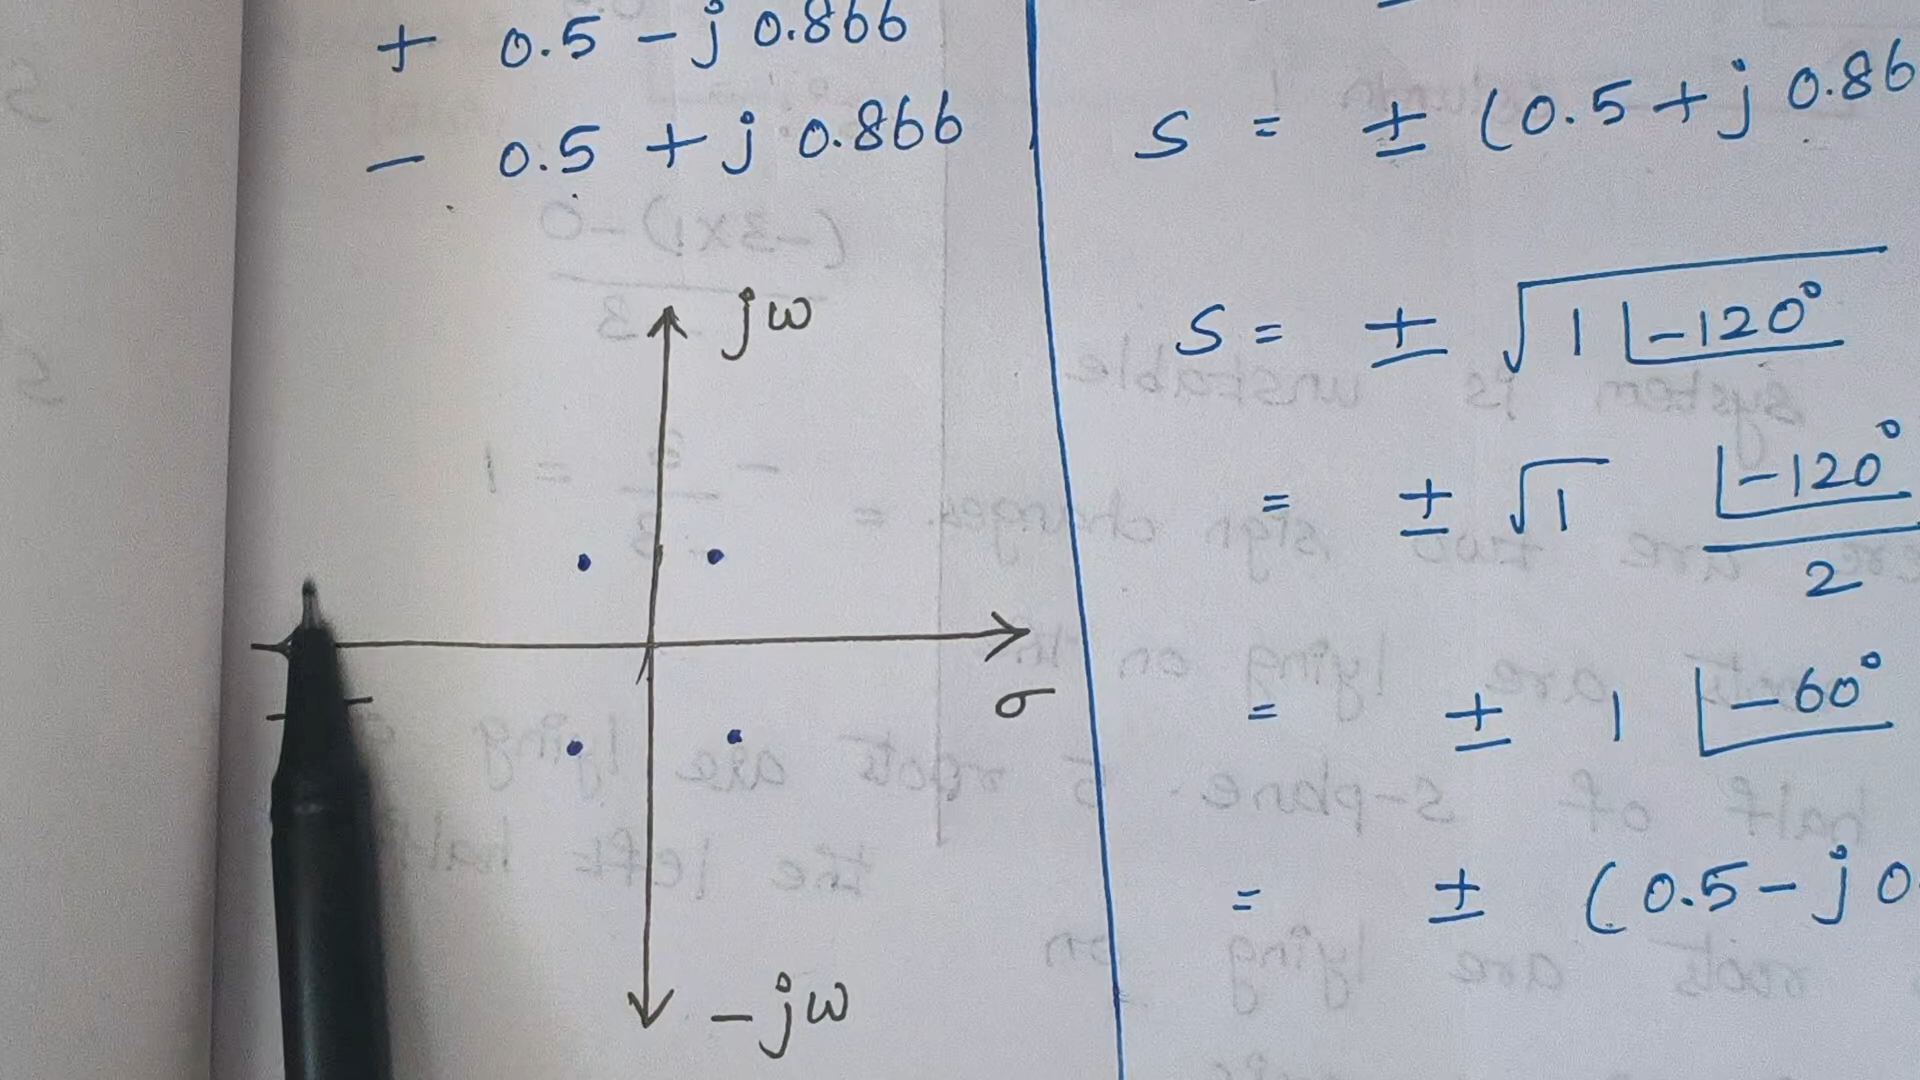 + 0.5 - j 0.866
- 0.5 + j 0.866
jω
σ
-jω
S = ± (0.5 + j 0.86
S = ± √1 ∠-120°
= ± √1 ∠-120°
2
= ± 1 ∠-60°
= ± (0.5 - j 0.